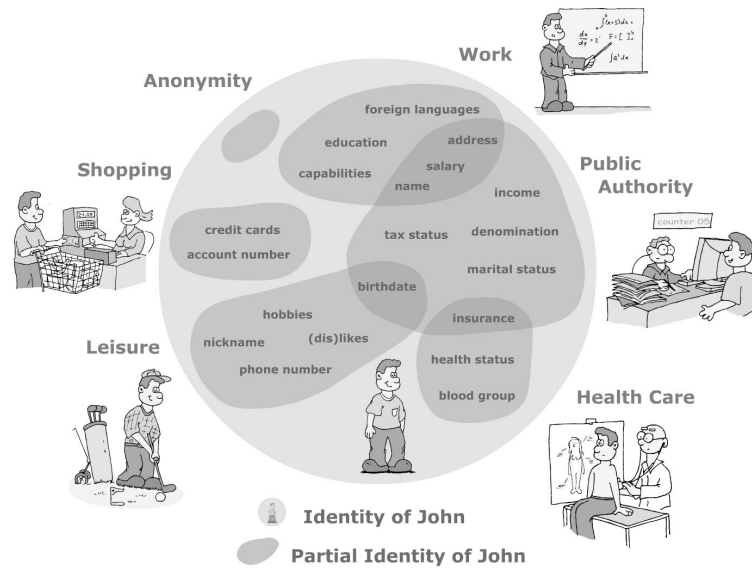 Work
Anonymity
foreign languages
education
address
capabilities
salary
name
Shopping
Public
Authority
income
credit cards
account number
tax status
denomination
marital status
counter 05
birthdate
insurance
hobbies
nickname
(dis)likes
phone number
Leisure
health status
blood group
Health Care
Identity of John
Partial Identity of John